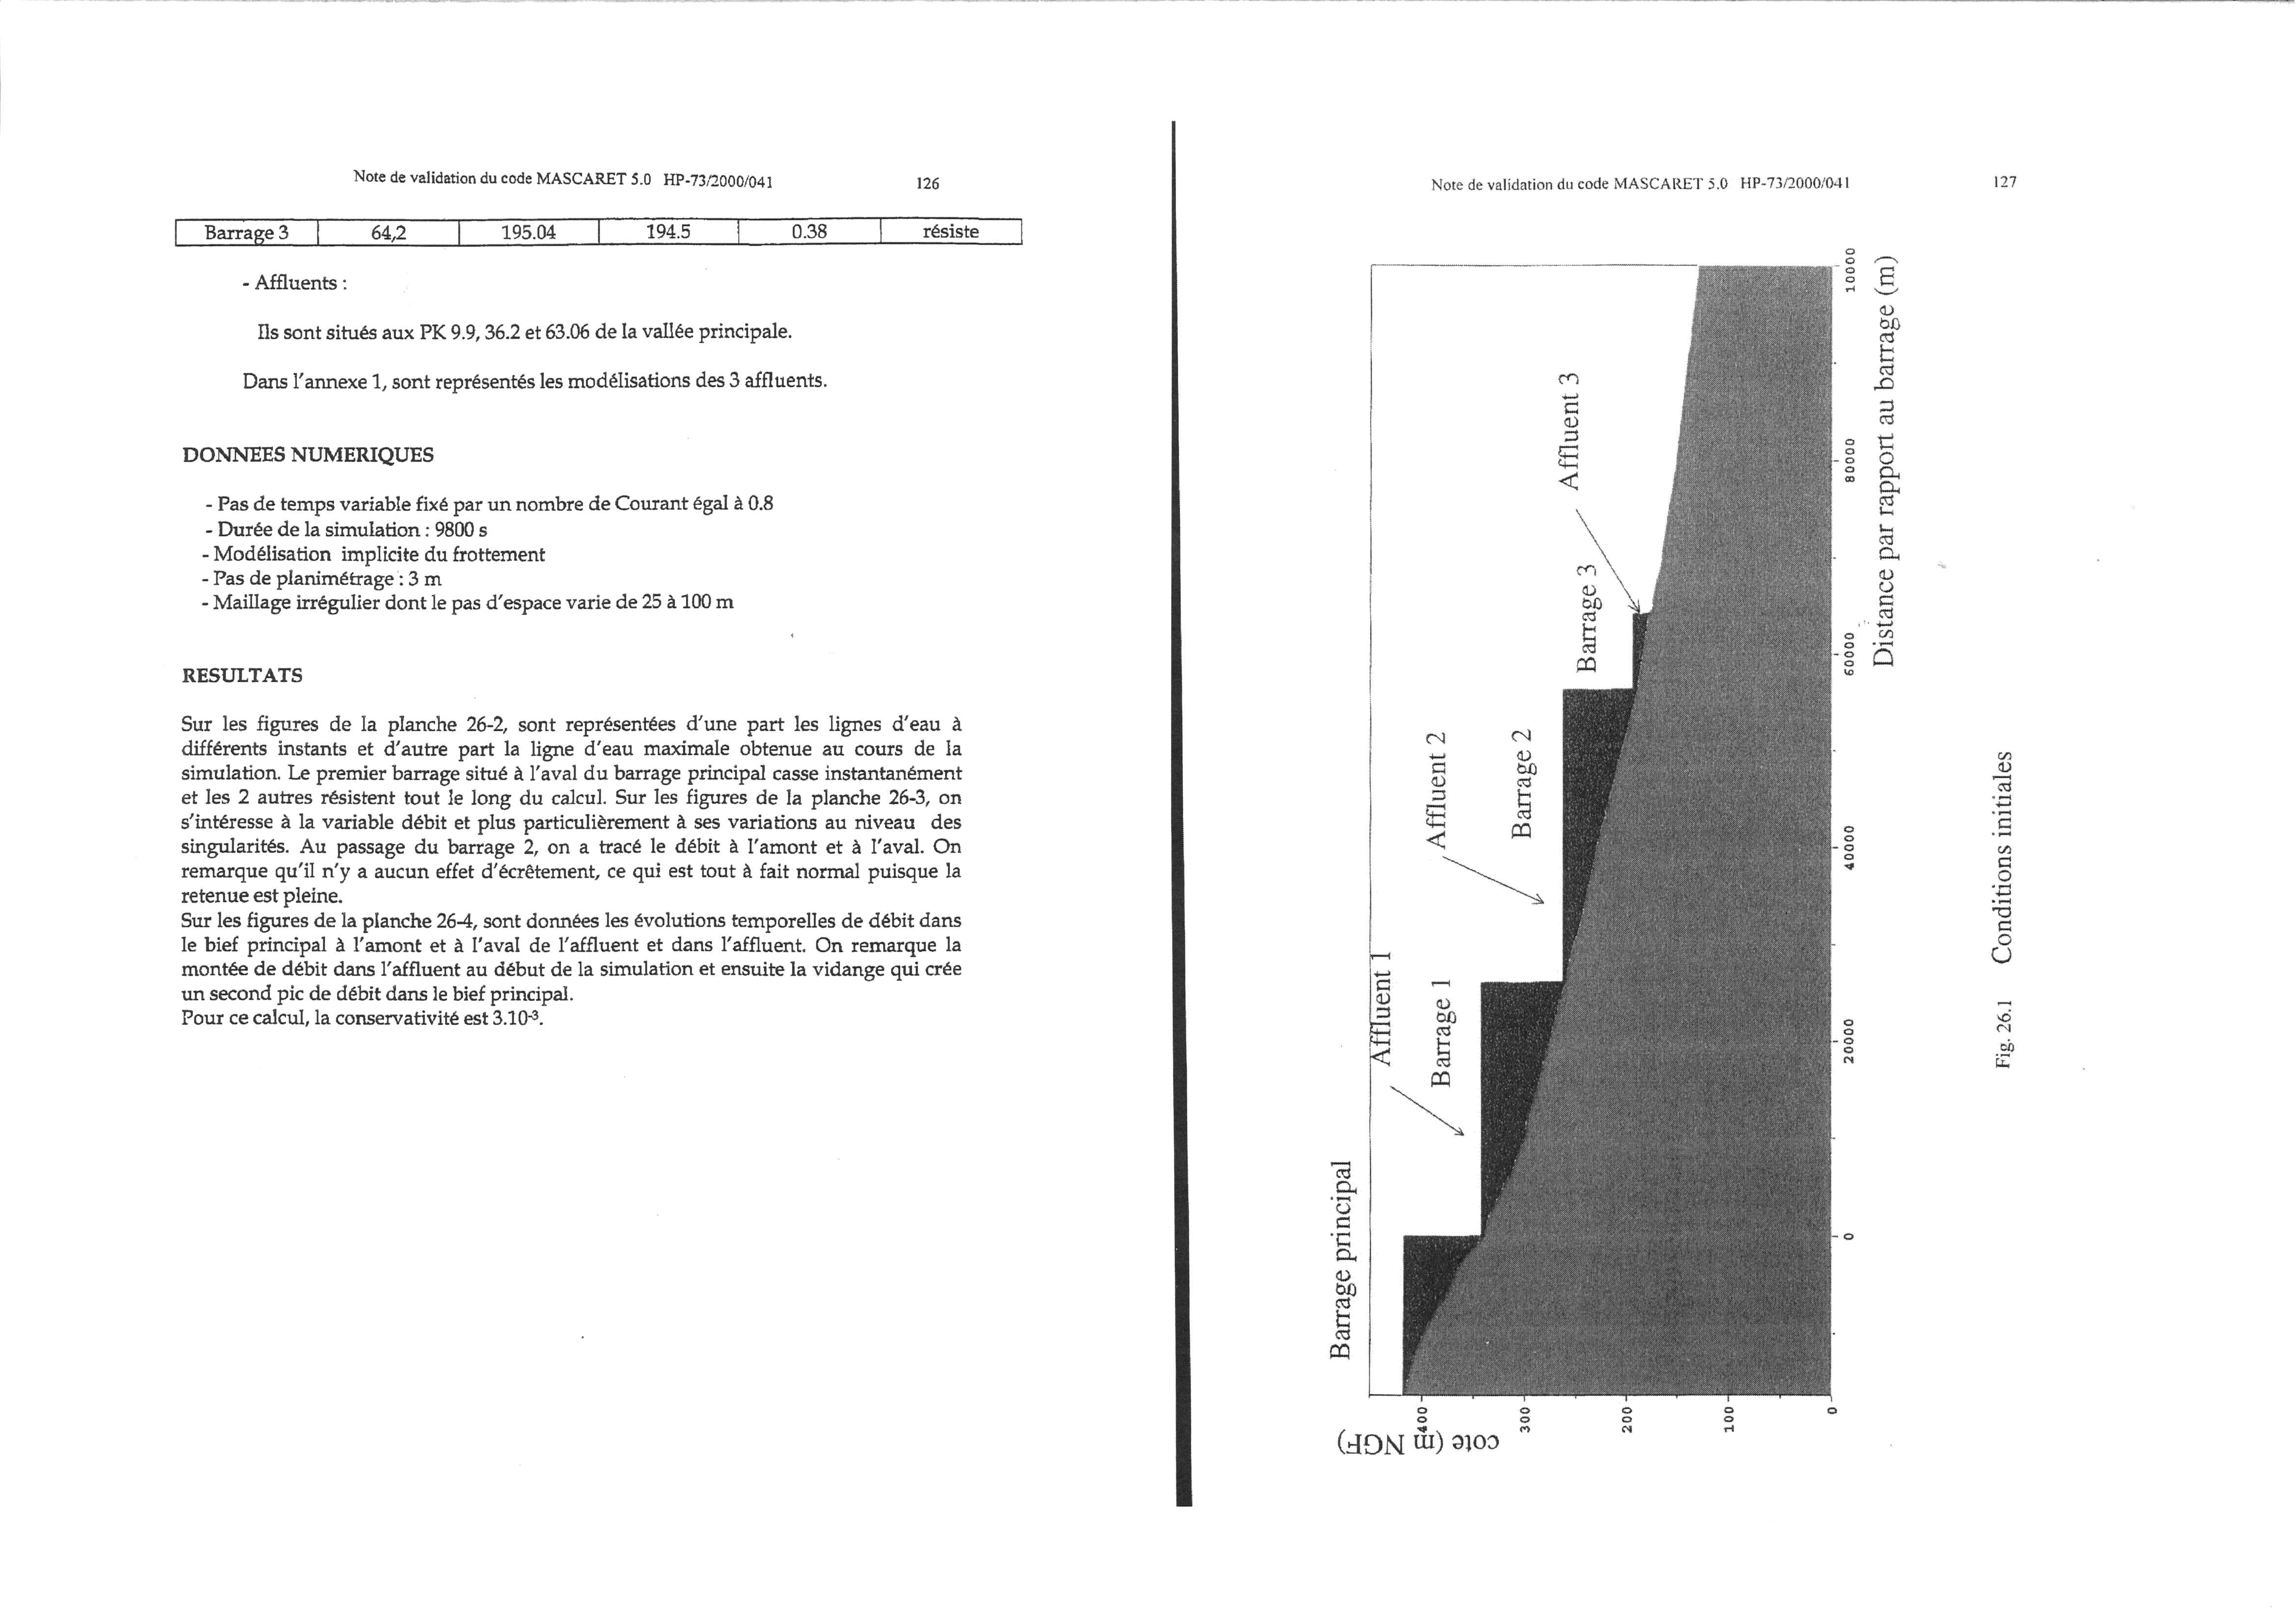 Note de validation du code MASCARET 5.0 HP-73/2000/041 126
Barrage 3 64,2 195.04 194.5 0.38 résiste
- Affluents :
Ils sont situés aux PK 9.9, 36.2 et 63.06 de la vallée principale.
Dans l'annexe 1, sont représentés les modélisations des 3 affluents.
DONNEES NUMERIQUES
- Pas de temps variable fixé par un nombre de Courant égal à 0.8
- Durée de la simulation : 9800 s
- Modélisation implicite du frottement
- Pas de planimétrage : 3 m
- Maillage irrégulier dont le pas d'espace varie de 25 à 100 m
RESULTATS
Sur les figures de la planche 26-2, sont représentées d'une part les lignes d'eau à
différents instants et d'autre part la ligne d'eau maximale obtenue au cours de la
simulation. Le premier barrage situé à l'aval du barrage principal casse instantanément
et les 2 autres résistent tout le long du calcul. Sur les figures de la planche 26-3, on
s'intéresse à la variable débit et plus particulièrement à ses variations au niveau des
singularités. Au passage du barrage 2, on a tracé le débit à l'amont et à l'aval. On
remarque qu'il n'y a aucun effet d'écrêtement, ce qui est tout à fait normal puisque la
retenue est pleine.
Sur les figures de la planche 26-4, sont données les évolutions temporelles de débit dans
le bief principal à l'amont et à l'aval de l'affluent et dans l'affluent. On remarque la
montée de débit dans l'affluent au début de la simulation et ensuite la vidange qui crée
un second pic de débit dans le bief principal.
Pour ce calcul, la conservativité est 3.10-3.
Note de validation du code MASCARET 5.0 HP-73/2000/041 127
Barrage principal
Affluent 1
Barrage 1
Affluent 2
Barrage 2
Affluent 3
Barrage 3
cote (m NGF)
400
300
200
100
0
0
20000
40000
60000
80000
10000
Distance par rapport au barrage (m)
Fig. 26.1 Conditions initiales